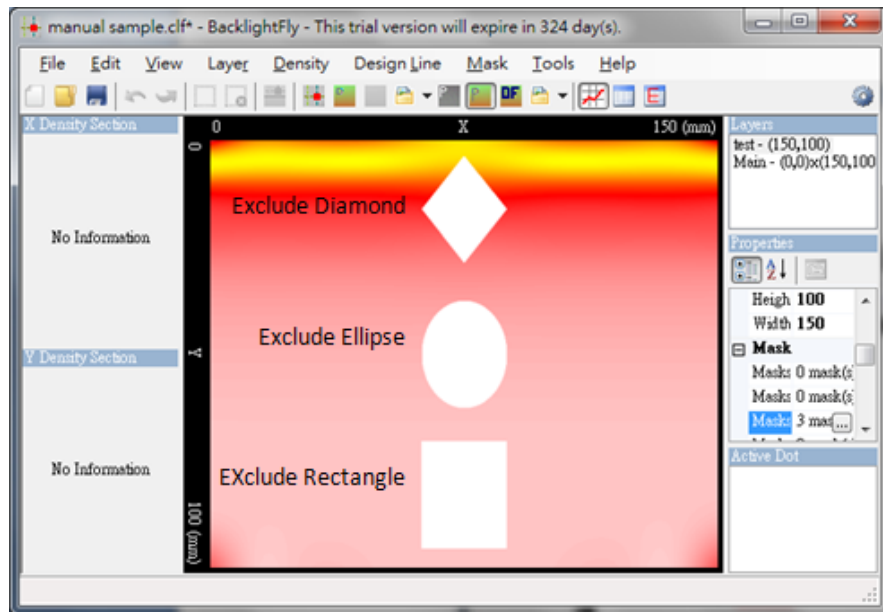 manual sample.clf* - BacklightFly - This trial version will expire in 324 day(s).
File Edit View Layer Density Design Line Mask Tools Help
X Density Section
No Information
Y Density Section
No Information
0 X 150 (mm)
0
Y
100 (mm)
Exclude Diamond
Exclude Ellipse
EXclude Rectangle
Layers
test - (150,100)
Main - (0,0)x(150,100
Properties
Heigh 100
Width 150
Mask
Masks 0 mask(s
Masks 0 mask(s
Masks 3 mas ...
Active Dot